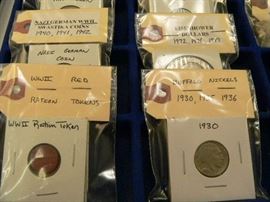 NAZI GERMAN WWII
SWASTIKA COINS
1940, 1941, 1942
NAZI GERMAN
COIN
WWII RED
RATION TOKENS
WWII Ration Token
EISENHOWER
DOLLARS
1972,
BUFFALO NICKELS
1930, 1936
1930